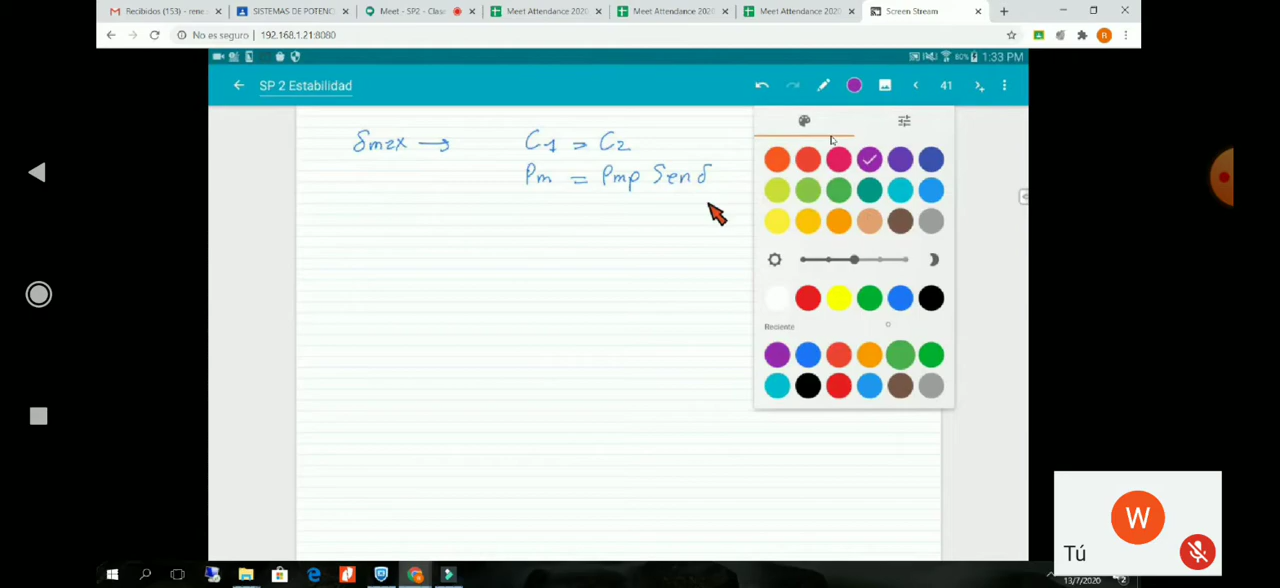 Recibidos (153) - rene
SISTEMAS DE POTENC
Meet - SP2 - Clas
Meet Attendance 2020
Meet Attendance 2020
Meet Attendance 2020
Screen Stream
No es seguro | 192.168.1.21:8080
R
80% 1:33 PM
SP 2 Estabilidad
41
δmax → C1 = C2
Pm = Pmp Sen δ
Reciente
W
Tú
13/7/2020
2